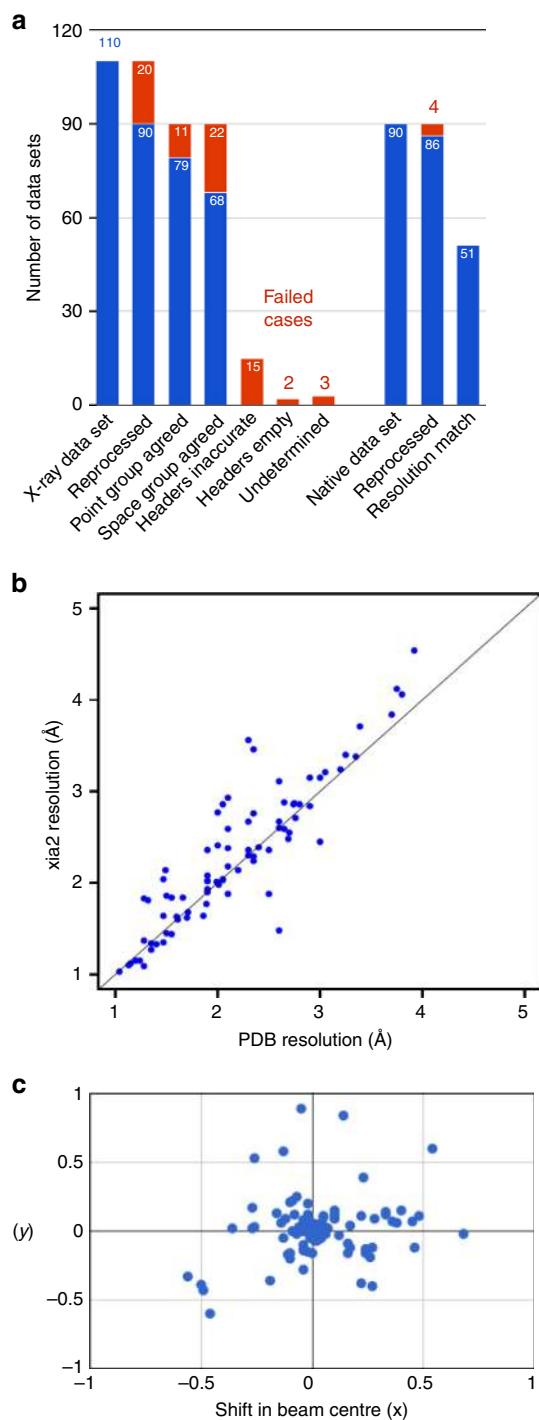 a
120
90
60
30
0
Number of data sets
110
20
90
11
79
22
68
15
2
3
Failed
cases
90
4
86
51
X-ray data set
Reprocessed
Point group agreed
Space group agreed
Headers inaccurate
Headers empty
Undetermined
Native data set
Reprocessed
Resolution match
b
5
4
3
2
1
xia2 resolution (Å)
1 2 3 4 5
PDB resolution (Å)
c
1
0.5
0
−0.5
−1
(y)
−1 −0.5 0 0.5 1
Shift in beam centre (x)